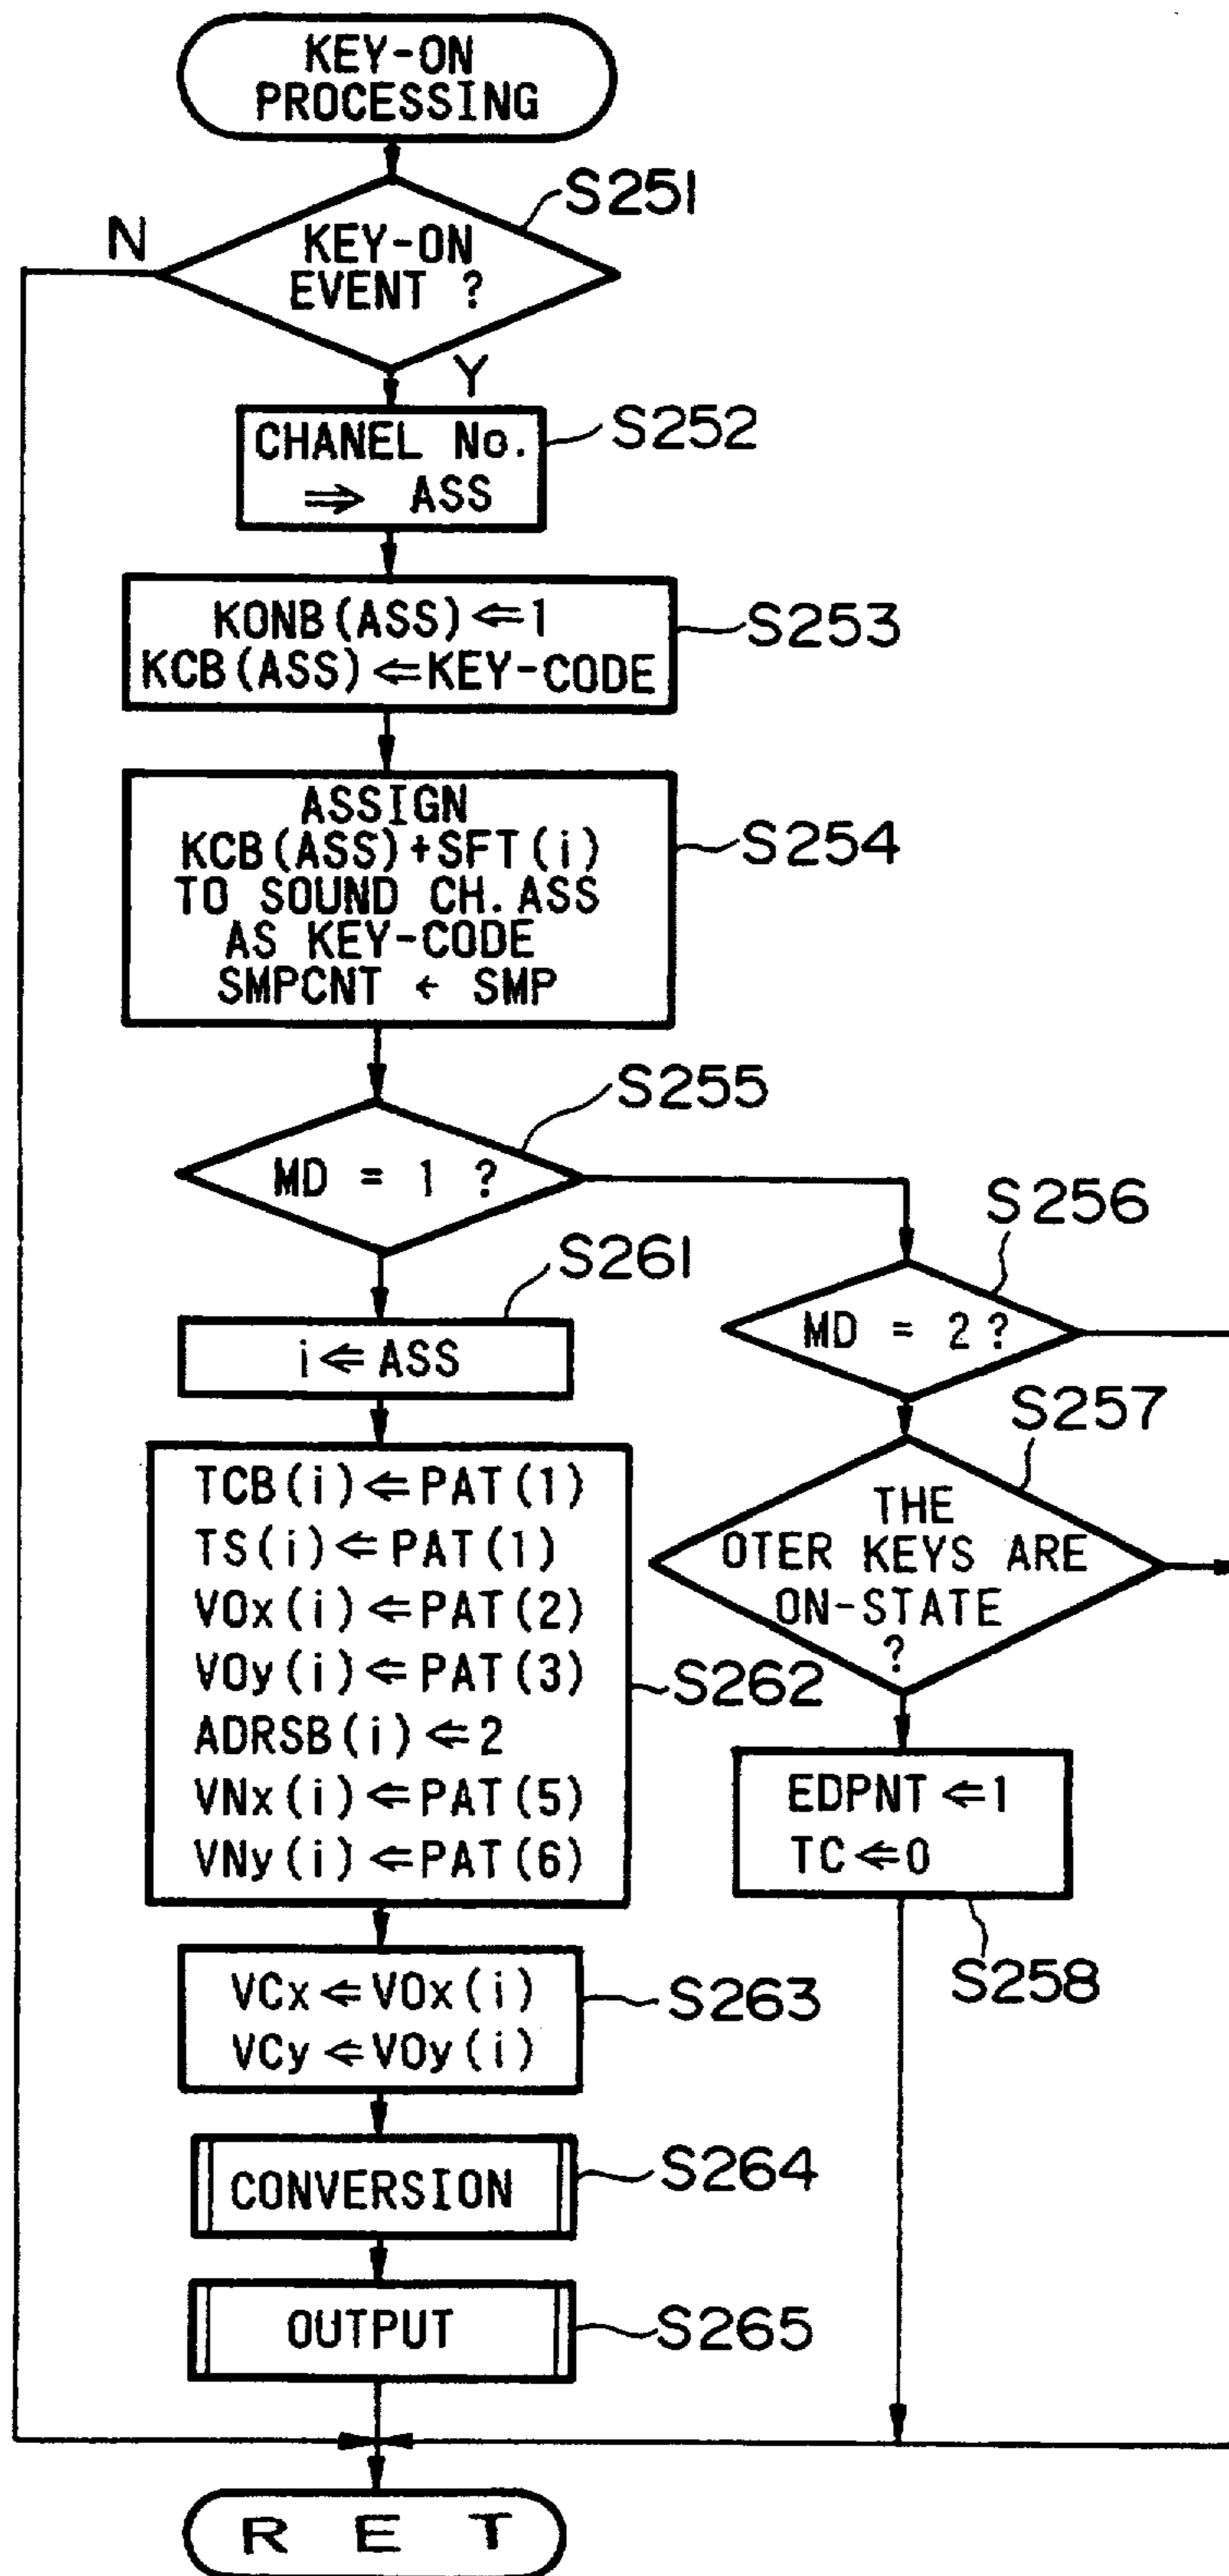 KEY-ON
PROCESSING
S251
N
KEY-ON
EVENT ?
Y
S252
CHANEL No.
⇒ ASS
KONB(ASS)⇐1
KCB(ASS)⇐KEY-CODE
S253
ASSIGN
KCB(ASS)+SFT(i)
TO SOUND CH.ASS
AS KEY-CODE
SMPCNT ← SMP
S254
S255
MD = 1 ?
S256
MD = 2 ?
S261
i⇐ASS
S257
THE
OTER KEYS ARE
ON-STATE
?
TCB(i)⇐PAT(1)
TS(i)⇐PAT(1)
VOx(i)⇐PAT(2)
VOy(i)⇐PAT(3)
ADRSB(i)⇐2
VNx(i)⇐PAT(5)
VNy(i)⇐PAT(6)
S262
EDPNT⇐1
TC⇐0
S258
VCx⇐VOx(i)
VCy⇐VOy(i)
S263
CONVERSION
S264
OUTPUT
S265
R E T